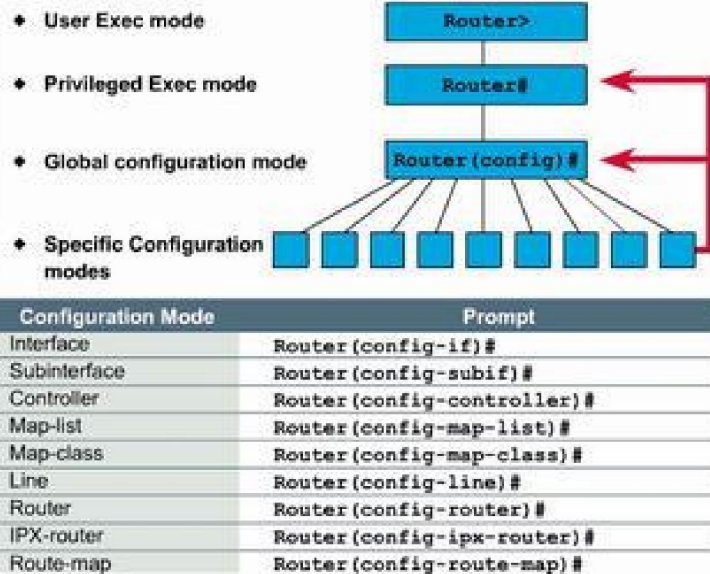 ◆ User Exec mode
Router>
◆ Privileged Exec mode
Router#
◆ Global configuration mode
Router(config)#
◆ Specific Configuration
modes
Configuration Mode Prompt
Interface Router(config-if)#
Subinterface Router(config-subif)#
Controller Router(config-controller)#
Map-list Router(config-map-list)#
Map-class Router(config-map-class)#
Line Router(config-line)#
Router Router(config-router)#
IPX-router Router(config-ipx-router)#
Route-map Router(config-route-map)#